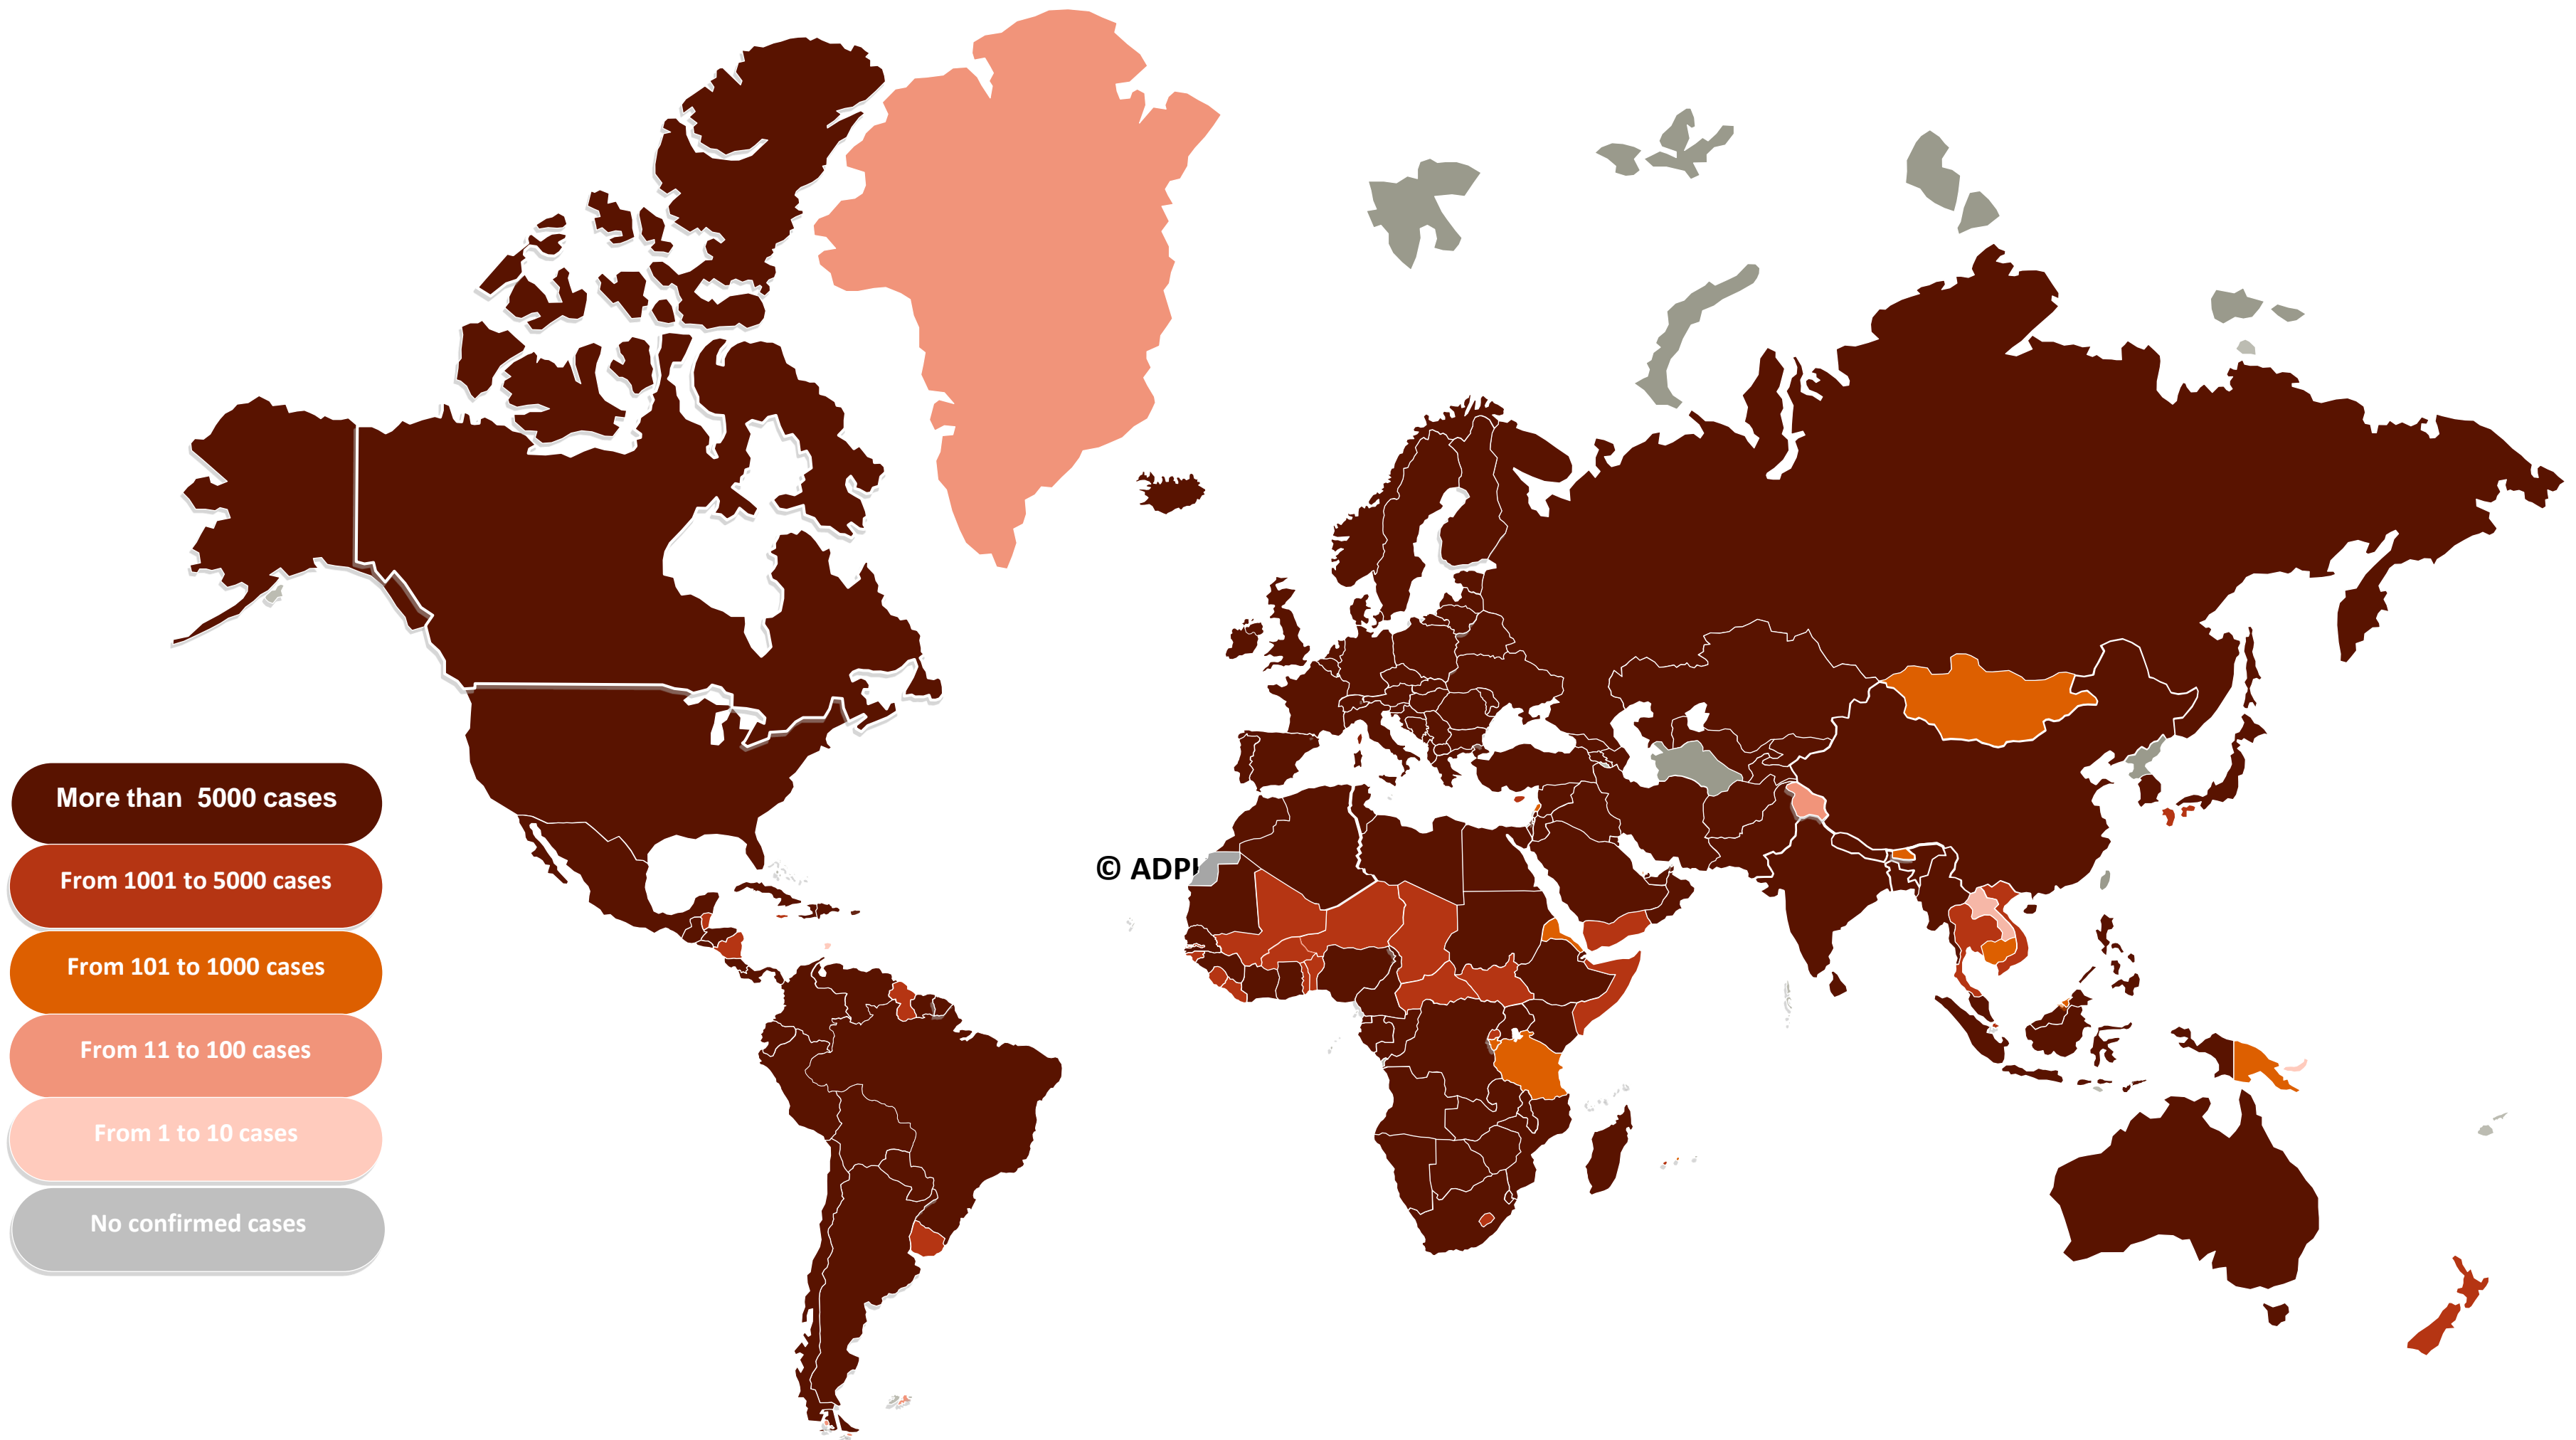 © ADPI
More than  5000 cases
From 1001 to 5000 cases
From 101 to 1000 cases
From 11 to 100 cases
From 1 to 10 cases
No confirmed cases